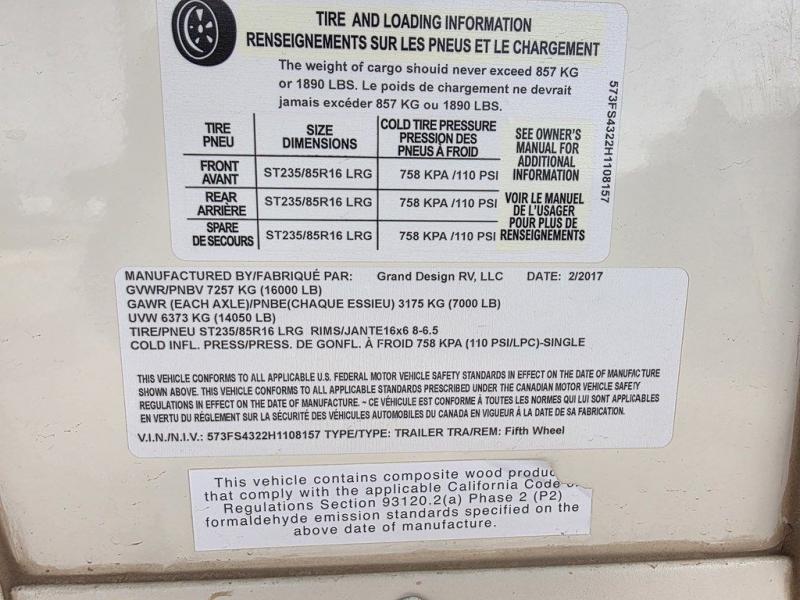 TIRE AND LOADING INFORMATION
RENSEIGNEMENTS SUR LES PNEUS ET LE CHARGEMENT
The weight of cargo should never exceed 857 KG
or 1890 LBS. Le poids de chargement ne devrait
jamais excéder 857 KG ou 1890 LBS.
TIRE PNEU
SIZE DIMENSIONS
COLD TIRE PRESSURE PRESSION DES PNEUS À FROID
FRONT AVANT ST235/85R16 LRG 758 KPA /110 PSI
REAR ARRIÈRE ST235/85R16 LRG 758 KPA /110 PSI
SPARE DE SECOURS ST235/85R16 LRG 758 KPA /110 PSI
SEE OWNER'S
MANUAL FOR
ADDITIONAL
INFORMATION
VOIR LE MANUEL
DE L'USAGER
POUR PLUS DE
RENSEIGNEMENTS
573FS4322H1108157
MANUFACTURED BY/FABRIQUÉ PAR: Grand Design RV, LLC DATE: 2/2017
GVWR/PNBV 7257 KG (16000 LB)
GAWR (EACH AXLE)/PNBE(CHAQUE ESSIEU) 3175 KG (7000 LB)
UVW 6373 KG (14050 LB)
TIRE/PNEU ST235/85R16 LRG RIMS/JANTE16x6 8-6.5
COLD INFL. PRESS/PRESS. DE GONFL. À FROID 758 KPA (110 PSI/LPC)-SINGLE
THIS VEHICLE CONFORMS TO ALL APPLICABLE U.S. FEDERAL MOTOR VEHICLE SAFETY STANDARDS IN EFFECT ON THE DATE OF MANUFACTURE
SHOWN ABOVE. THIS VEHICLE CONFORMS TO ALL APPLICABLE STANDARDS PRESCRIBED UNDER THE CANADIAN MOTOR VEHICLE SAFETY
REGULATIONS IN EFFECT ON THE DATE OF MANUFACTURE. ~ CE VÉHICULE EST CONFORME À TOUTES LES NORMES QUI LUI SONT APPLICABLES
EN VERTU DU RÈGLEMENT SUR LA SÉCURITÉ DES VÉHICULES AUTOMOBILES DU CANADA EN VIGUEUR À LA DATE DE SA FABRICATION.
V.I.N./N.I.V.: 573FS4322H1108157 TYPE/TYPE: TRAILER TRA/REM: Fifth Wheel
This vehicle contains composite wood produc
that comply with the applicable California Code o
Regulations Section 93120.2(a) Phase 2 (P2)
formaldehyde emission standards specified on the
above date of manufacture.